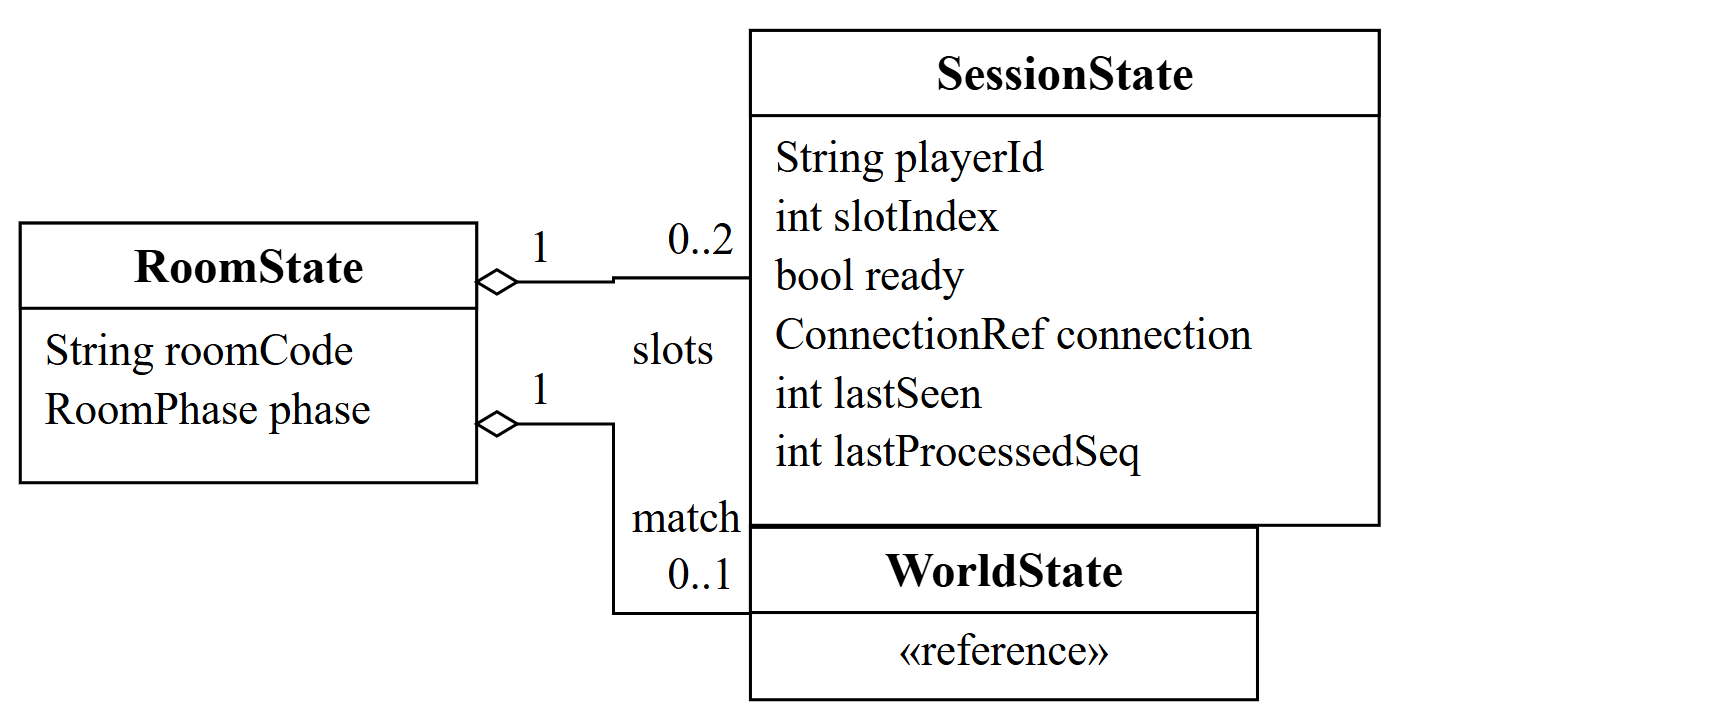 SessionState
String playerId
int slotIndex
bool ready
ConnectionRef connection
int lastSeen
int lastProcessedSeq
RoomState
String roomCode
RoomPhase phase
1
0..2
slots
1
match
0..1
WorldState
«reference»